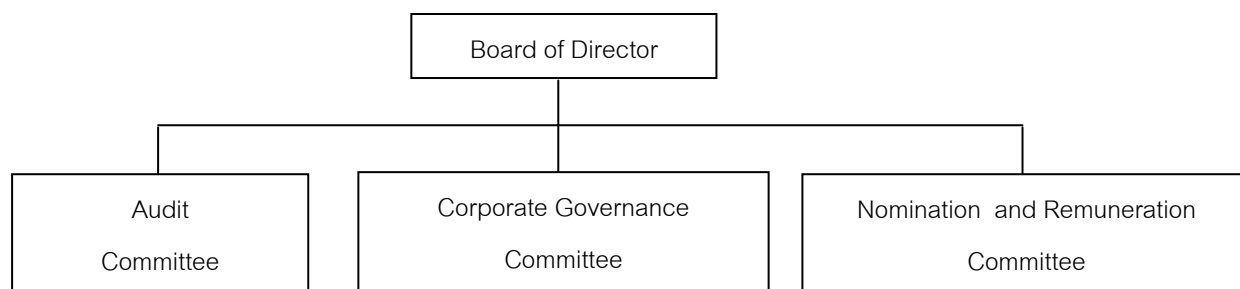 Board of Director
Audit
Committee
Corporate Governance
Committee
Nomination and Remuneration
Committee